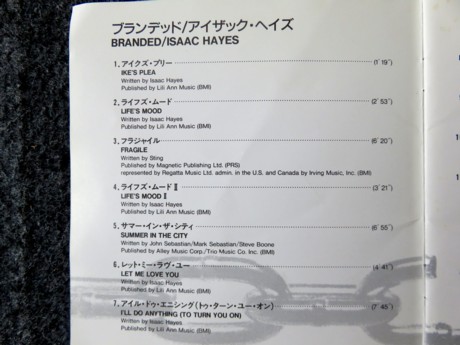 ブランデッド/アイザック・ヘイズ
BRANDED/ISAAC HAYES
1. アイクズ・プリー (1'19")
IKE'S PLEA
Written by Isaac Hayes
Published by Lili Ann Music (BMI)
2. ライフズ・ムード (2'53")
LIFE'S MOOD
Written by Isaac Hayes
Published by Lili Ann Music (BMI)
3. フラジャイル (6'20")
FRAGILE
Written by Sting
Published by Magnetic Publishing Ltd. (PRS)
represented by Regatta Music Ltd. admin. in the U.S. and Canada by Irving Music, Inc. (BMI)
4. ライフズ・ムードⅡ (3'21")
LIFE'S MOOD Ⅱ
Written by Isaac Hayes
Published by Lili Ann Music (BMI)
5. サマー・イン・ザ・シティ (6'55")
SUMMER IN THE CITY
Written by John Sebastian/Mark Sebastian/Steve Boone
Published by Alley Music Corp./Trio Music Co. Inc. (BMI)
6. レット・ミー・ラヴ・ユー (4'41")
LET ME LOVE YOU
Written by Isaac Hayes
Published by Lili Ann Music (BMI)
7. アイル・ドゥ・エニシング (トゥ・ターン・ユー・オン) (7'48")
I'LL DO ANYTHING (TO TURN YOU ON)
Written by Isaac Hayes
Published by Lili Ann Music (BMI)